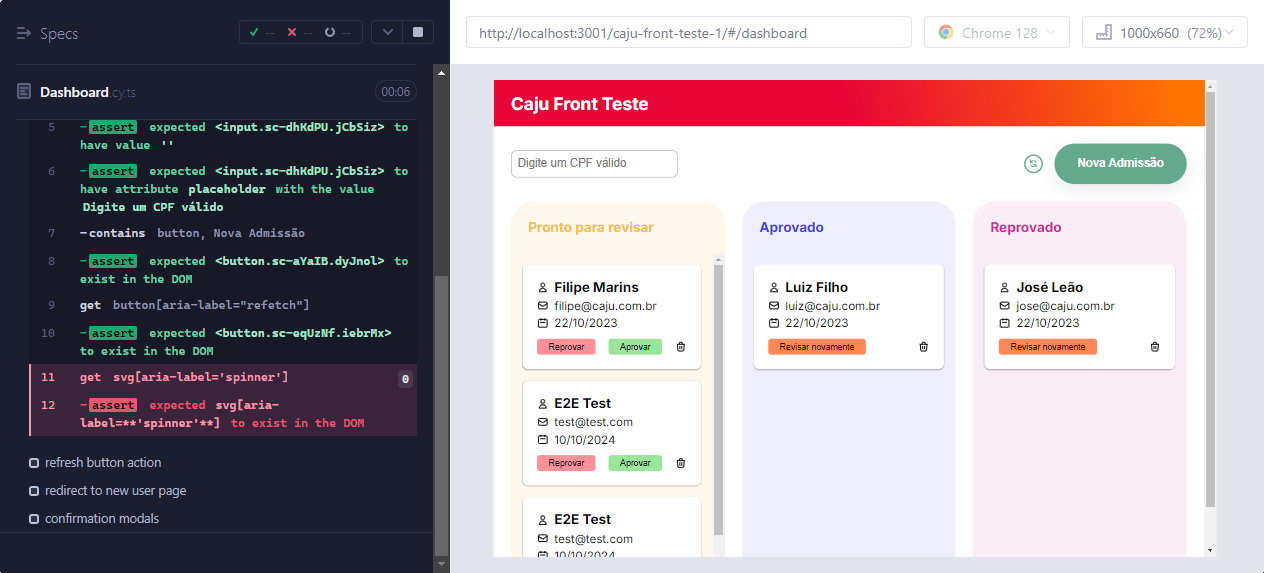 Specs
-- -- --
Dashboard.cy.ts
00:06
5 -assert expected <input.sc-dhKdPU.jCbSiz> to
have value ''
6 -assert expected <input.sc-dhKdPU.jCbSiz> to
have attribute placeholder with the value
Digite um CPF válido
7 -contains button, Nova Admissão
8 -assert expected <button.sc-aYaIB.dyJnol> to
exist in the DOM
9 get button[aria-label="refetch"]
10 -assert expected <button.sc-eqUzNf.iebrMx>
to exist in the DOM
11 get svg[aria-label='spinner'] 0
12 -assert expected svg[aria-
label=**'spinner'**] to exist in the DOM
refresh button action
redirect to new user page
confirmation modals
http://localhost:3001/caju-front-teste-1/#/dashboard
Chrome 128
1000x660 (72%)
Caju Front Teste
Digite um CPF válido
Nova Admissão
Pronto para revisar
Filipe Marins
filipe@caju.com.br
22/10/2023
Reprovar Aprovar
E2E Test
test@test.com
10/10/2024
Reprovar Aprovar
E2E Test
test@test.com
10/10/2024
Aprovado
Luiz Filho
luiz@caju.com.br
22/10/2023
Revisar novamente
Reprovado
José Leão
jose@caju.com.br
22/10/2023
Revisar novamente